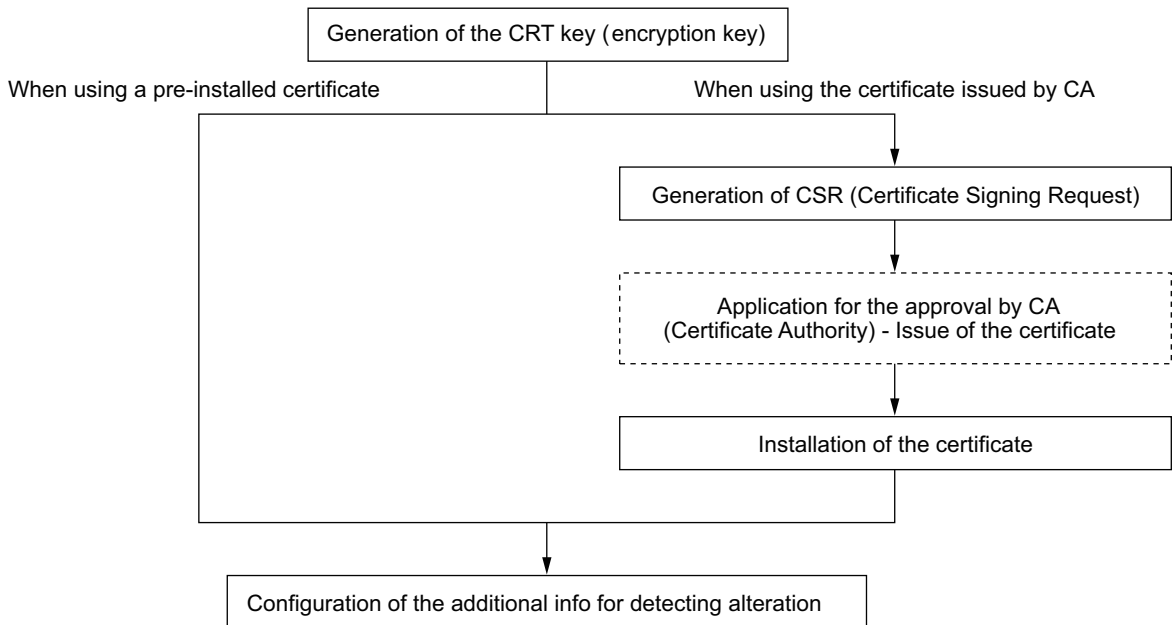 Generation of the CRT key (encryption key)
When using a pre-installed certificate
When using the certificate issued by CA
Generation of CSR (Certificate Signing Request)
Application for the approval by CA
(Certificate Authority) - Issue of the certificate
Installation of the certificate
Configuration of the additional info for detecting alteration